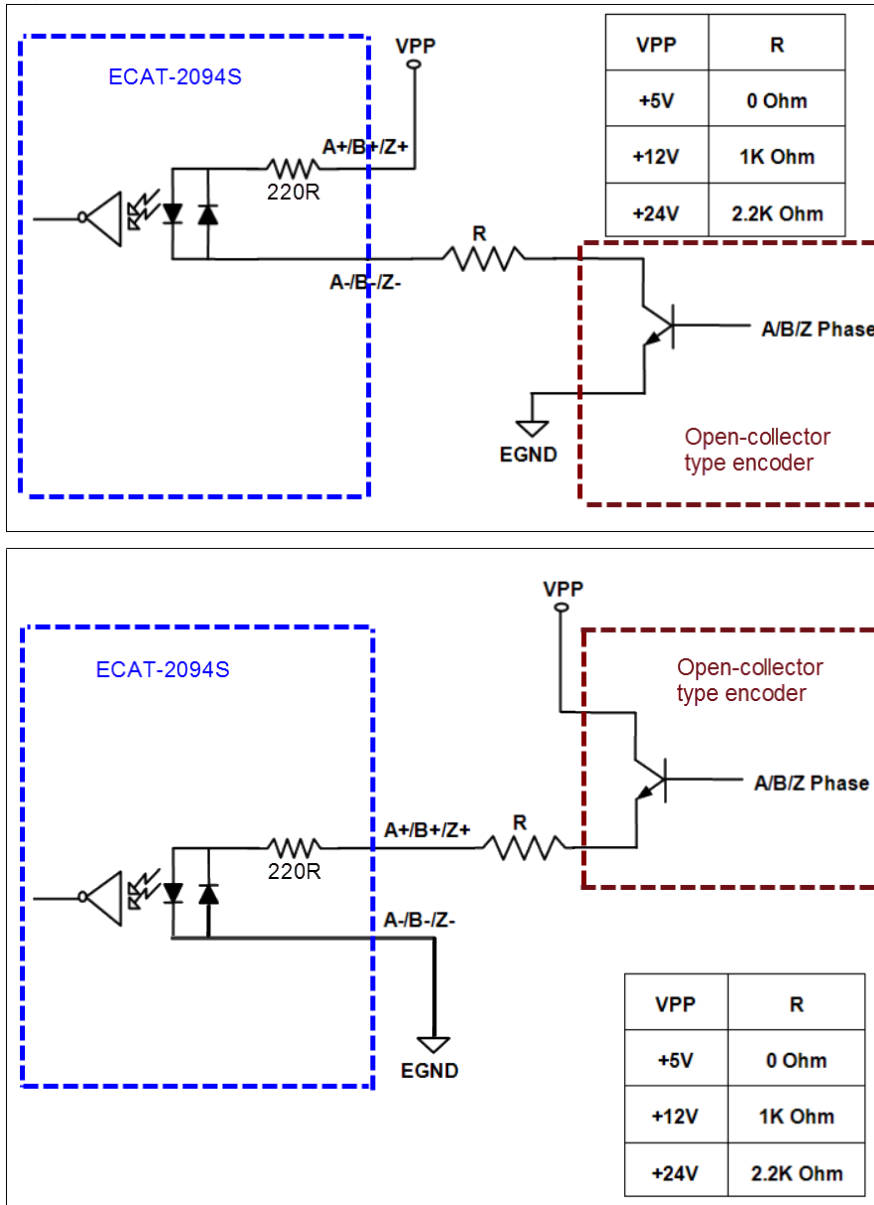 VPP
ECAT-2094S
A+/B+/Z+
220R
R
A-/B-/Z-
A/B/Z Phase
EGND
Open-collector
type encoder
VPP R
+5V 0 Ohm
+12V 1K Ohm
+24V 2.2K Ohm
VPP
ECAT-2094S
Open-collector
type encoder
A/B/Z Phase
A+/B+/Z+
R
220R
A-/B-/Z-
EGND
VPP R
+5V 0 Ohm
+12V 1K Ohm
+24V 2.2K Ohm